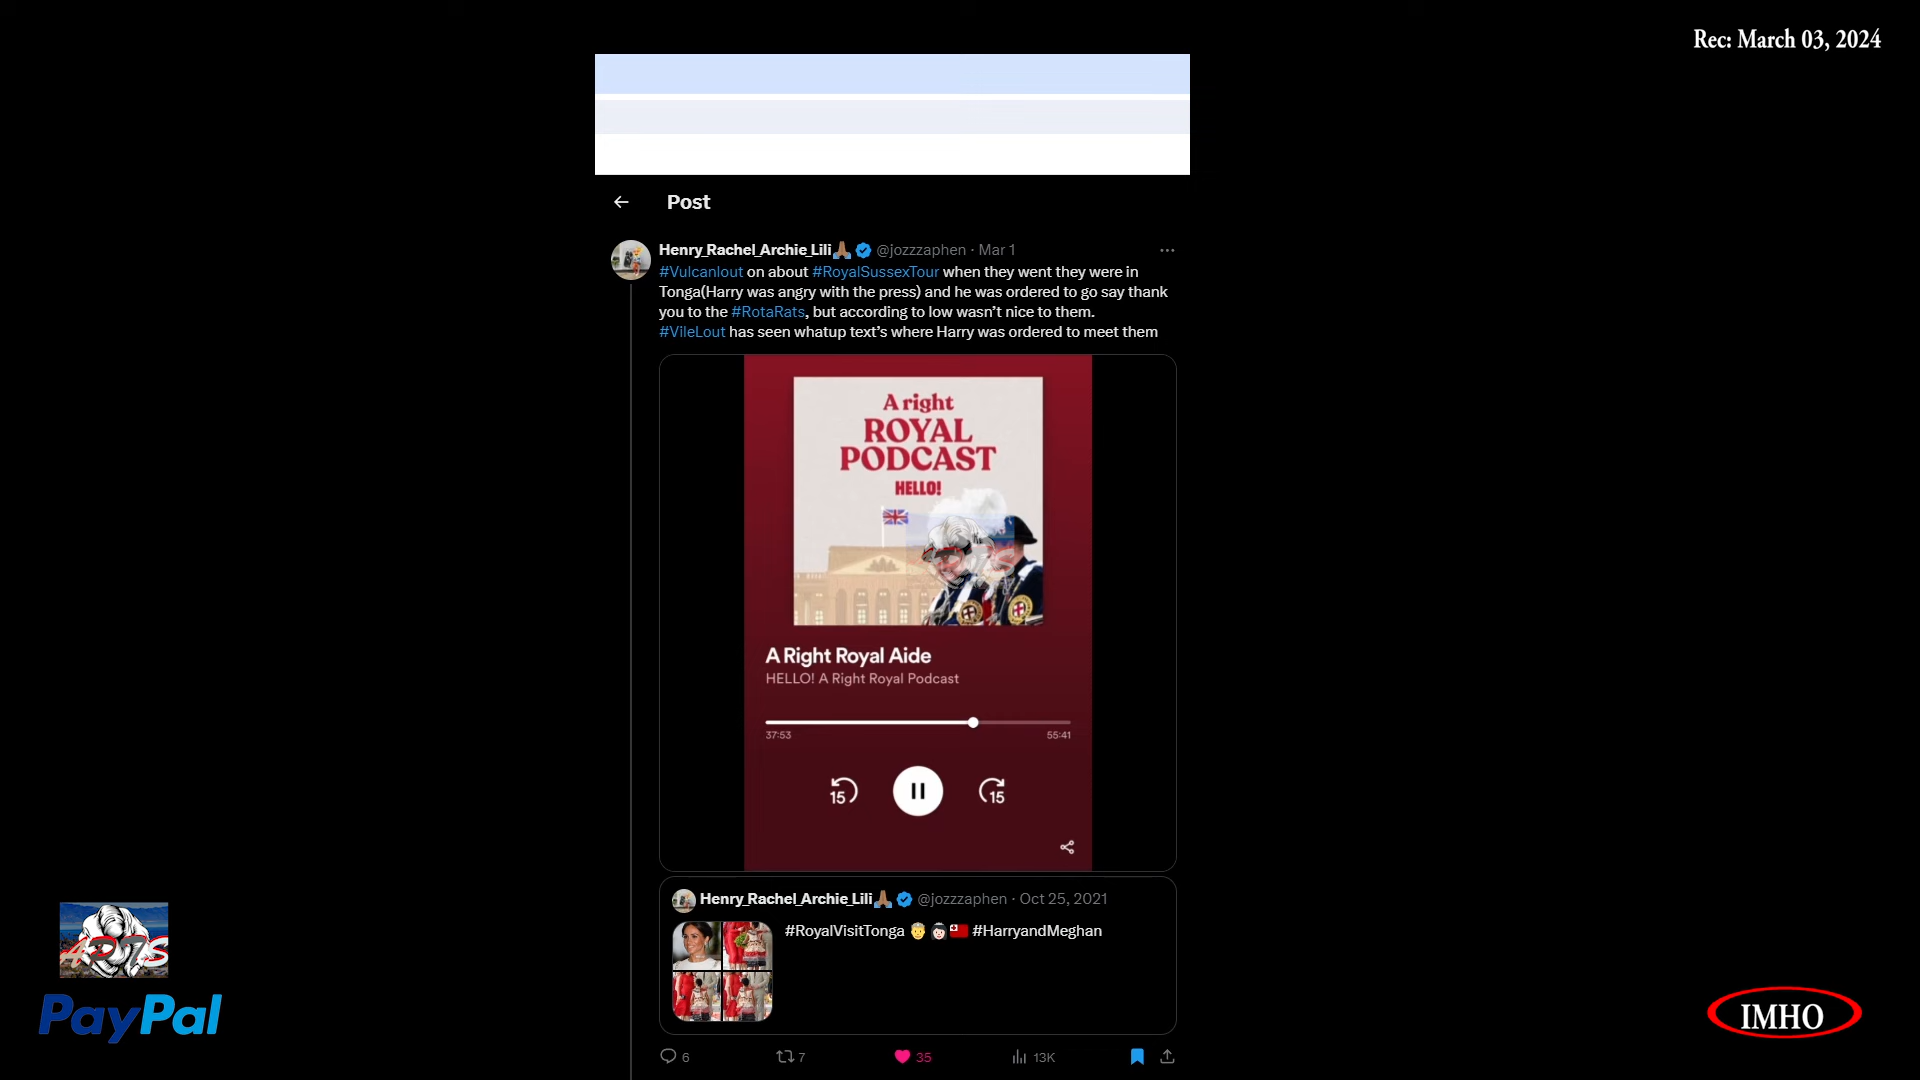 Rec: March 03, 2024
Post
Henry_Rachel_Archie_Lili🙏🏽 @jozzzaphen · Mar 1
#Vulcanlout on about #RoyalSussexTour when they went they were in
Tonga(Harry was angry with the press) and he was ordered to go say thank
you to the #RotaRats, but according to low wasn't nice to them.
#VileLout has seen whatup text's where Harry was ordered to meet them
A right
ROYAL
PODCAST
HELLO!
A Right Royal Aide
HELLO! A Right Royal Podcast
37:53
55:41
15
15
Henry_Rachel_Archie_Lili🙏🏽 @jozzzaphen · Oct 25, 2021
#RoyalVisitTonga 🤴👸🏻🇹🇴 #HarryandMeghan
6
7
35
13K
PayPal
IMHO